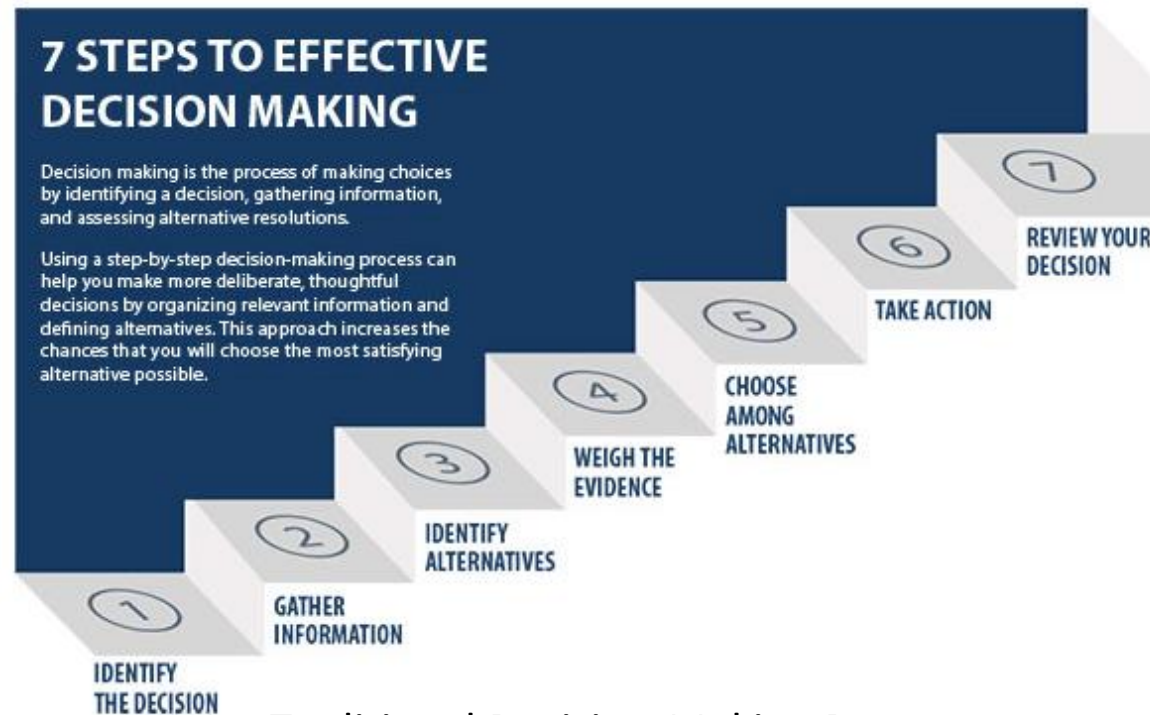 7 STEPS TO EFFECTIVE
DECISION MAKING
Decision making is the process of making choices
by identifying a decision, gathering information,
and assessing alternative resolutions.
Using a step-by-step decision-making process can
help you make more deliberate, thoughtful
decisions by organizing relevant information and
defining alternatives. This approach increases the
chances that you will choose the most satisfying
alternative possible.
1
IDENTIFY
THE DECISION
2
GATHER
INFORMATION
3
IDENTIFY
ALTERNATIVES
4
WEIGH THE
EVIDENCE
5
CHOOSE
AMONG
ALTERNATIVES
6
TAKE ACTION
7
REVIEW YOUR
DECISION